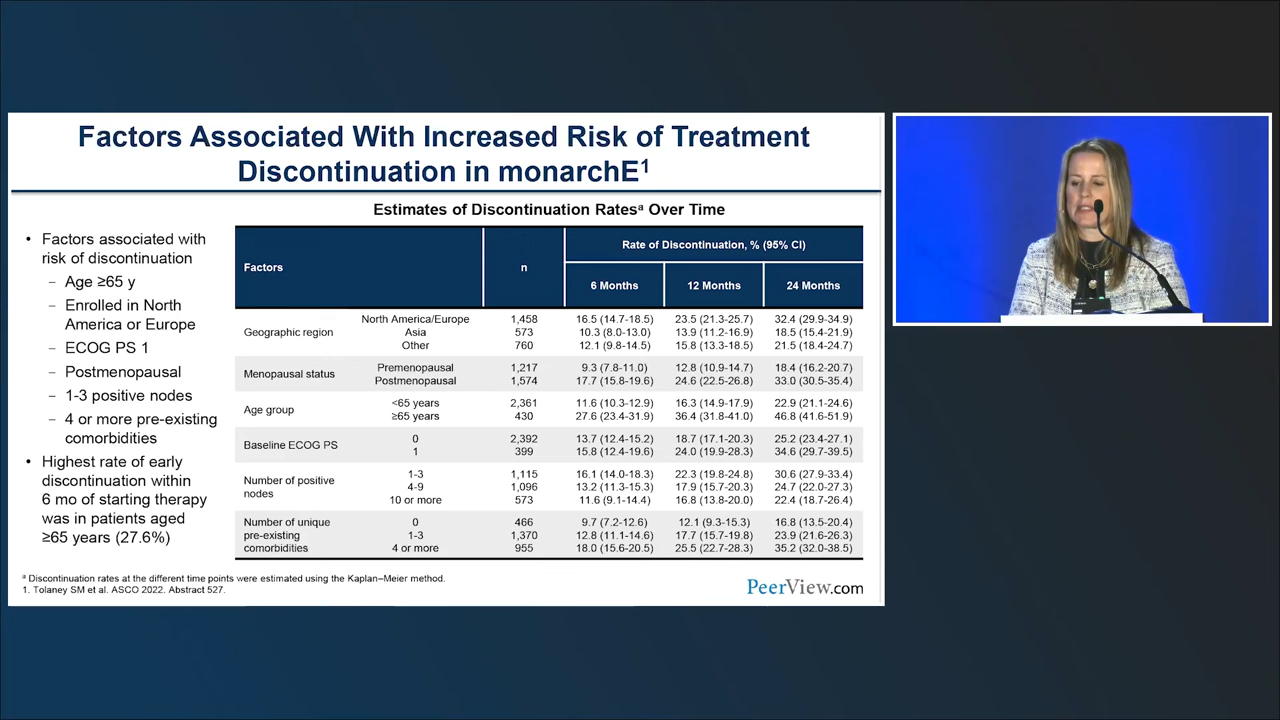 Factors Associated With Increased Risk of Treatment
Discontinuation in monarchE1
• Factors associated with
risk of discontinuation
– Age ≥65 y
– Enrolled in North
America or Europe
– ECOG PS 1
– Postmenopausal
– 1-3 positive nodes
– 4 or more pre-existing
comorbidities
• Highest rate of early
discontinuation within
6 mo of starting therapy
was in patients aged
≥65 years (27.6%)
Estimates of Discontinuation Ratesa Over Time
Factors n Rate of Discontinuation, % (95% CI)
6 Months 12 Months 24 Months
Geographic region
North America/Europe 1,458 16.5 (14.7-18.5) 23.5 (21.3-25.7) 32.4 (29.9-34.9)
Asia 573 10.3 (8.0-13.0) 13.9 (11.2-16.9) 18.5 (15.4-21.9)
Other 760 12.1 (9.8-14.5) 15.8 (13.3-18.5) 21.5 (18.4-24.7)
Menopausal status
Premenopausal 1,217 9.3 (7.8-11.0) 12.8 (10.9-14.7) 18.4 (16.2-20.7)
Postmenopausal 1,574 17.7 (15.8-19.6) 24.6 (22.5-26.8) 33.0 (30.5-35.4)
Age group
<65 years 2,361 11.6 (10.3-12.9) 16.3 (14.9-17.9) 22.9 (21.1-24.6)
≥65 years 430 27.6 (23.4-31.9) 36.4 (31.8-41.0) 46.8 (41.6-51.9)
Baseline ECOG PS
0 2,392 13.7 (12.4-15.2) 18.7 (17.1-20.3) 25.2 (23.4-27.1)
1 399 15.8 (12.4-19.6) 24.0 (19.9-28.3) 34.6 (29.7-39.5)
Number of positive
nodes
1-3 1,115 16.1 (14.0-18.3) 22.3 (19.8-24.8) 30.6 (27.9-33.4)
4-9 1,096 13.2 (11.3-15.3) 17.9 (15.7-20.3) 24.7 (22.0-27.3)
10 or more 573 11.6 (9.1-14.4) 16.8 (13.8-20.0) 22.4 (18.7-26.4)
Number of unique
pre-existing
comorbidities
0 466 9.7 (7.2-12.6) 12.1 (9.3-15.3) 16.8 (13.5-20.4)
1-3 1,370 12.8 (11.1-14.6) 17.7 (15.7-19.8) 23.9 (21.6-26.3)
4 or more 955 18.0 (15.6-20.5) 25.5 (22.7-28.3) 35.2 (32.0-38.5)
a Discontinuation rates at the different time points were estimated using the Kaplan–Meier method.
1. Tolaney SM et al. ASCO 2022. Abstract 527.
PeerView.com